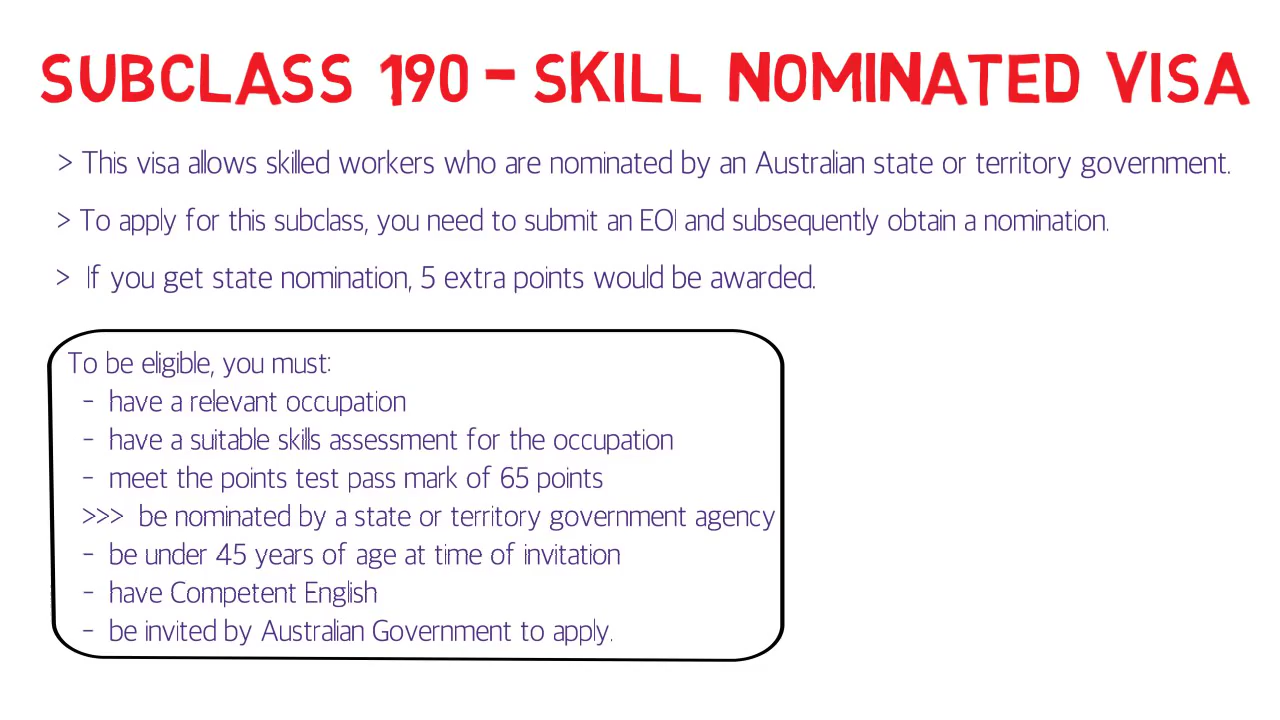 SUBCLASS 190 - SKILL NOMINATED VISA
> This visa allows skilled workers who are nominated by an Australian state or territory government.
> To apply for this subclass, you need to submit an EOI and subsequently obtain a nomination.
> If you get state nomination, 5 extra points would be awarded.
To be eligible, you must:
- have a relevant occupation
- have a suitable skills assessment for the occupation
- meet the points test pass mark of 65 points
>>> be nominated by a state or territory government agency
- be under 45 years of age at time of invitation
- have Competent English
- be invited by Australian Government to apply.